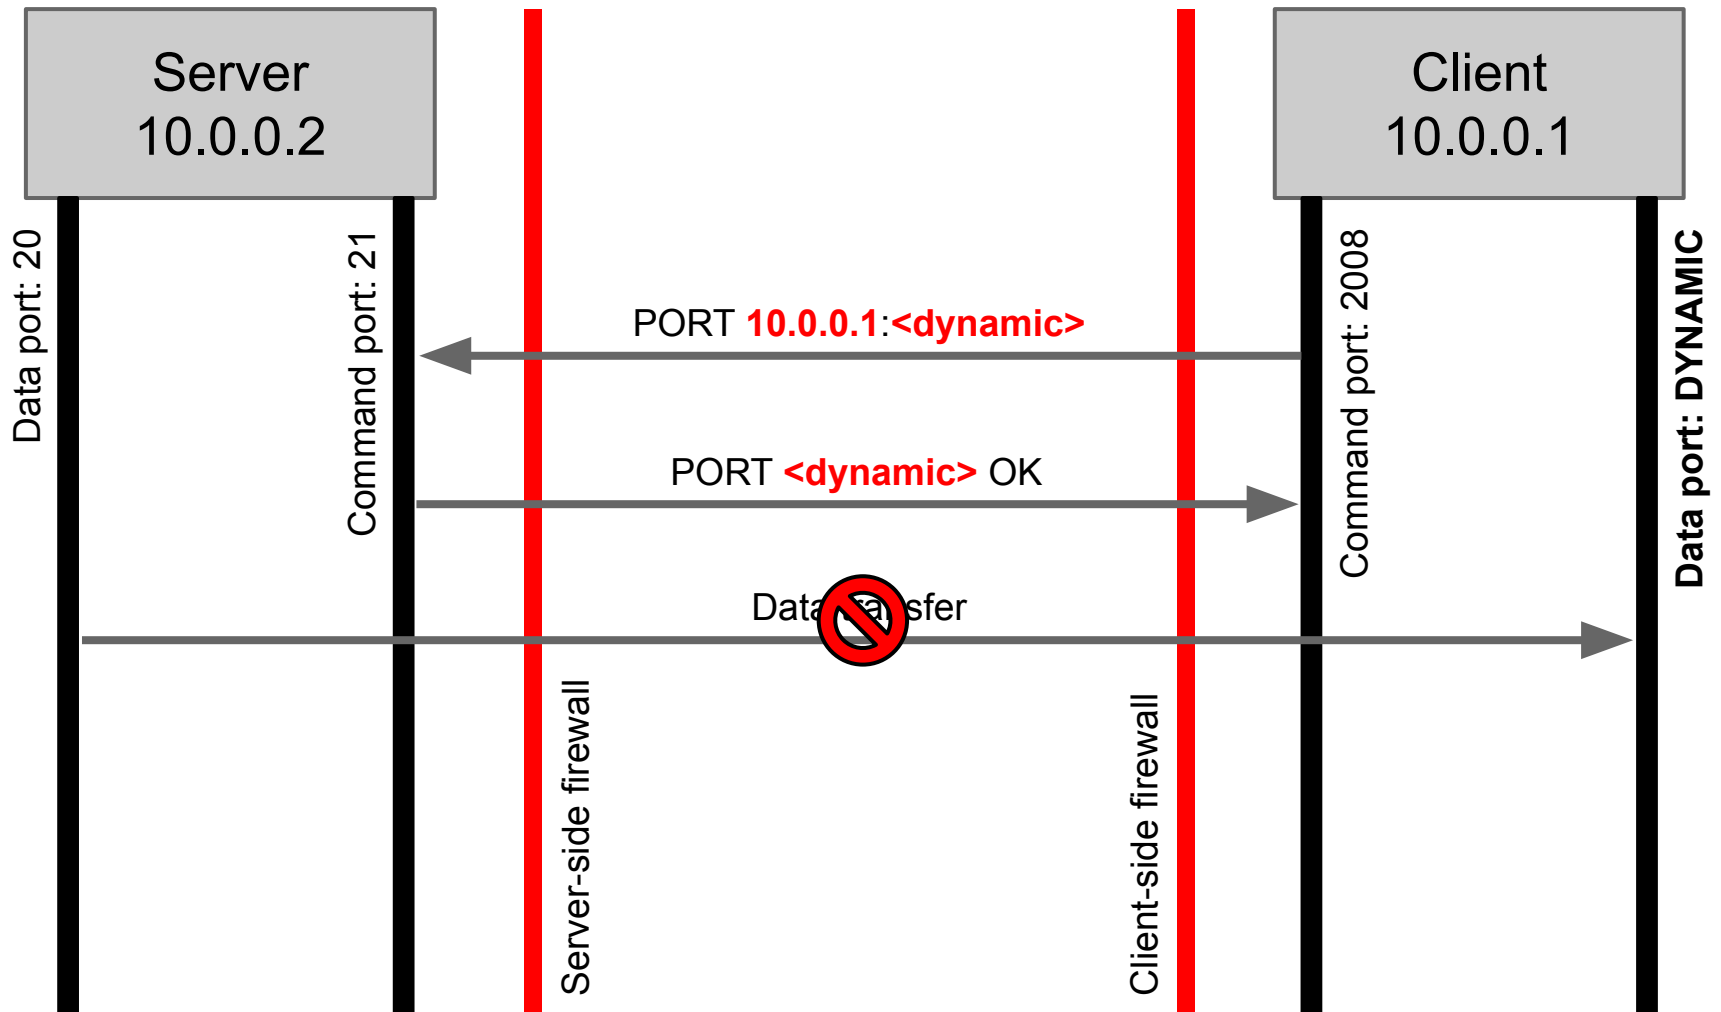 Server
10.0.0.2
Client
10.0.0.1
Data port: 20
Command port: 21
Command port: 2008
Data port: DYNAMIC
PORT 10.0.0.1:<dynamic>
PORT <dynamic> OK
Data transfer
Server-side firewall
Client-side firewall